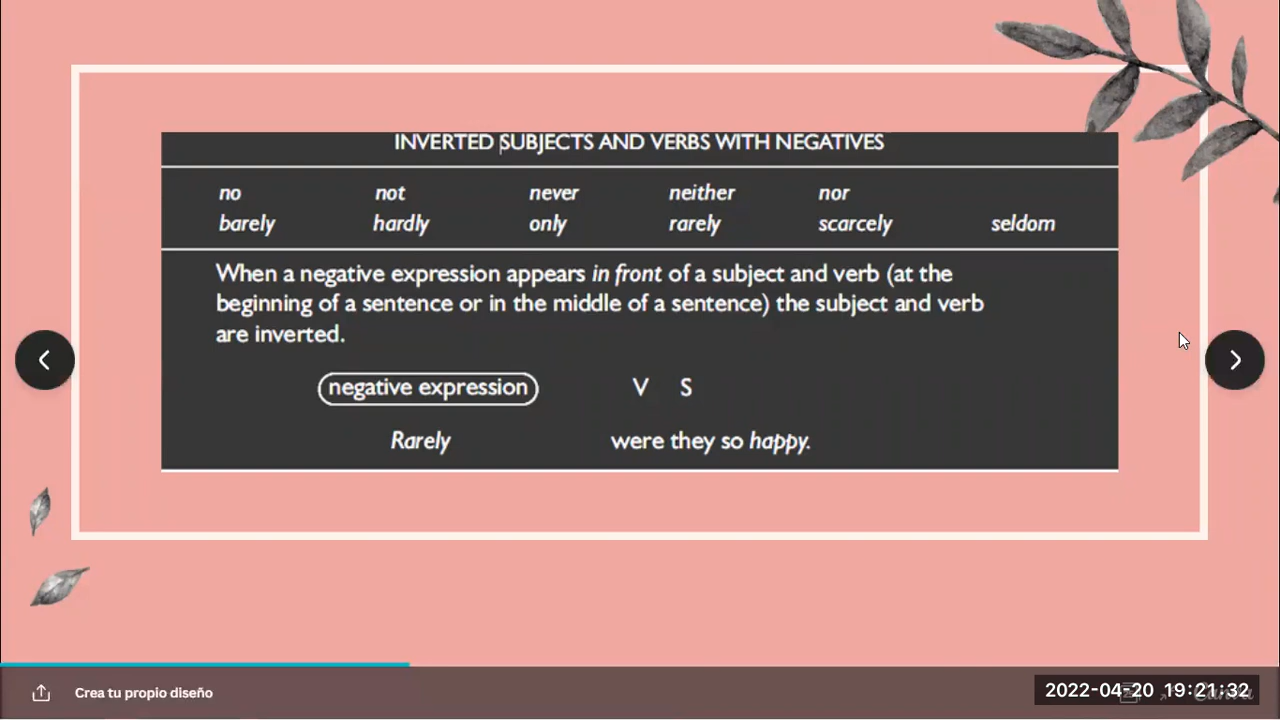 INVERTED SUBJECTS AND VERBS WITH NEGATIVES
no not never neither nor
barely hardly only rarely scarcely seldom
When a negative expression appears in front of a subject and verb (at the
beginning of a sentence or in the middle of a sentence) the subject and verb
are inverted.
negative expression V S
Rarely were they so happy.
Crea tu propio diseño
2022-04-20 19:21:32
Canva